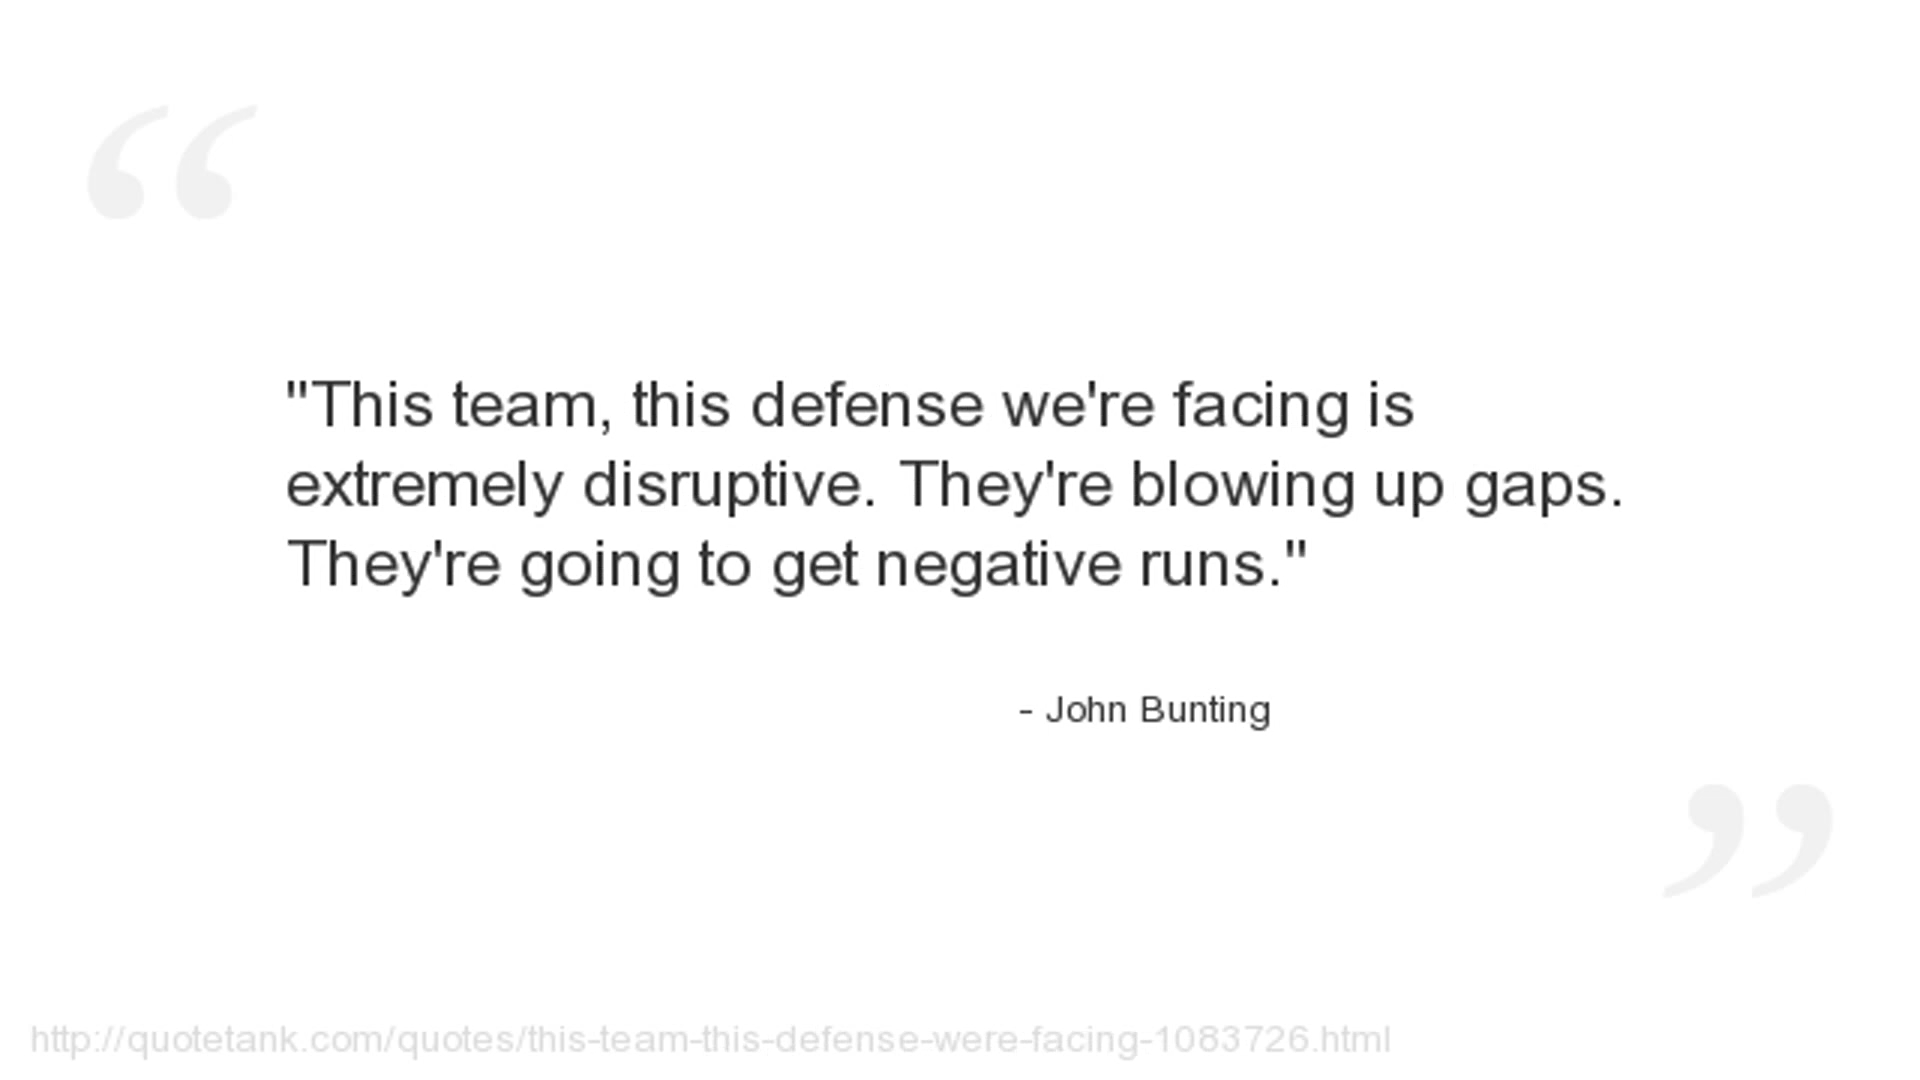 "This team, this defense we're facing is
extremely disruptive. They're blowing up gaps.
They're going to get negative runs."
- John Bunting
http://quotetank.com/quotes/this-team-this-defense-were-facing-1083726.html